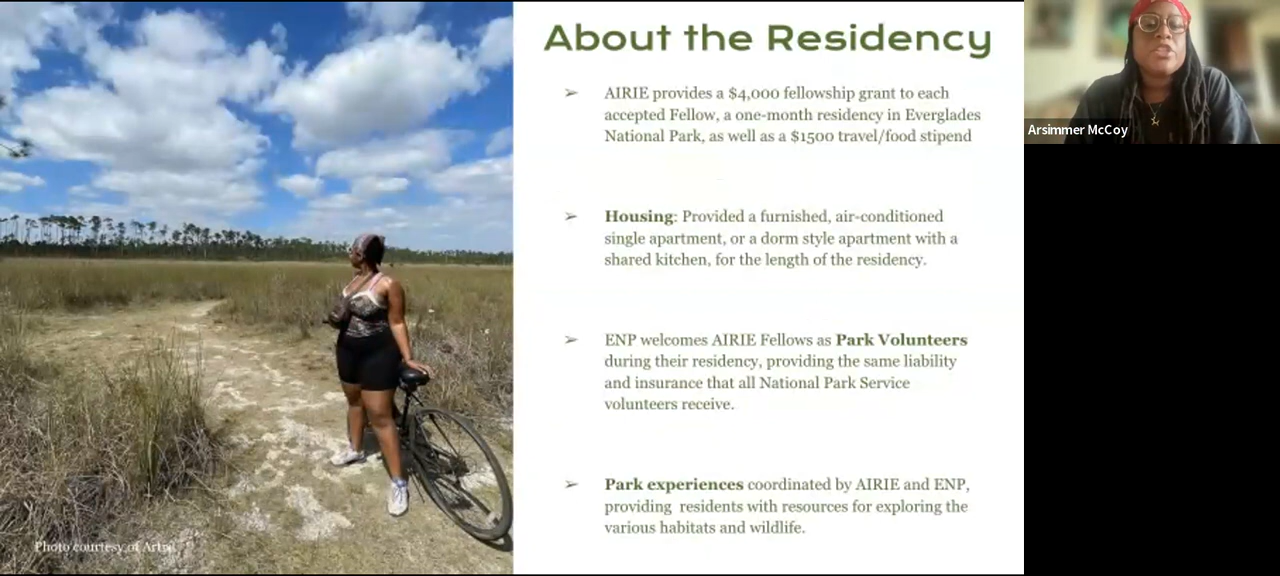 About the Residency
➢ AIRIE provides a $4,000 fellowship grant to each
accepted Fellow, a one-month residency in Everglades
National Park, as well as a $1500 travel/food stipend
➢ Housing: Provided a furnished, air-conditioned
single apartment, or a dorm style apartment with a
shared kitchen, for the length of the residency.
➢ ENP welcomes AIRIE Fellows as Park Volunteers
during their residency, providing the same liability
and insurance that all National Park Service
volunteers receive.
➢ Park experiences coordinated by AIRIE and ENP,
providing residents with resources for exploring the
various habitats and wildlife.
Photo courtesy of
Arsimmer McCoy